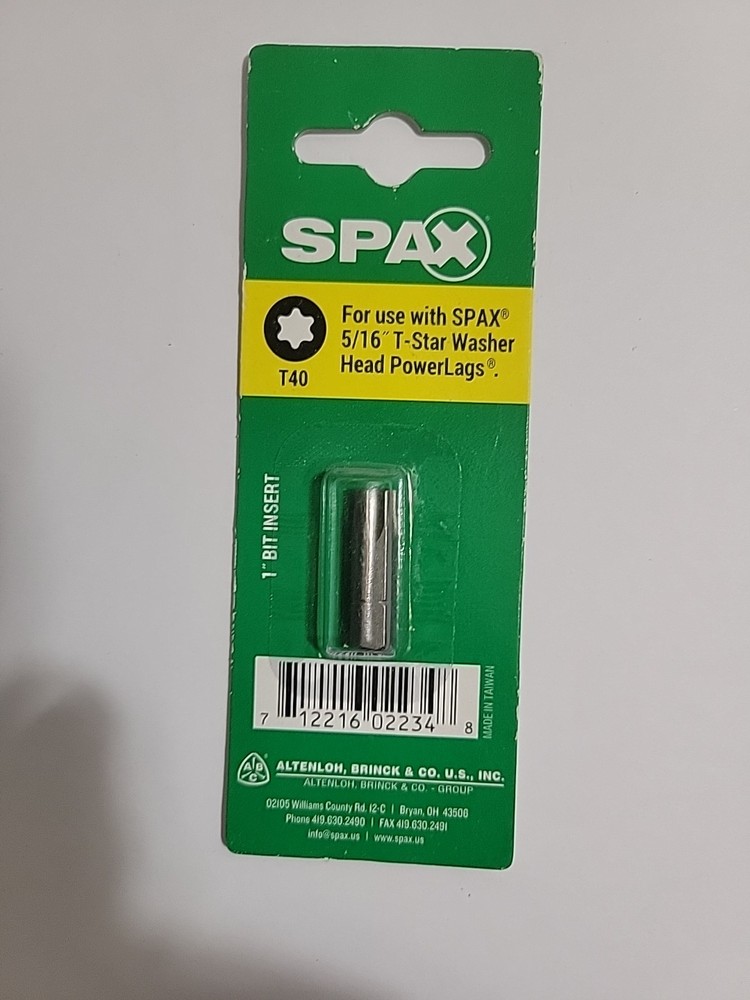 SPAX®
T40
For use with SPAX®
5/16″ T-Star Washer
Head PowerLags®.
1″ BIT INSERT
7 12216 02234 8
MADE IN TAIWAN
ABC®
ALTENLOH, BRINCK & CO. U.S., INC.
ALTENLOH, BRINCK & CO. - GROUP
02105 Williams County Rd. 12-C | Bryan, OH 43506
Phone 419.630.2490 | FAX 419.630.2491
info@spax.us | www.spax.us